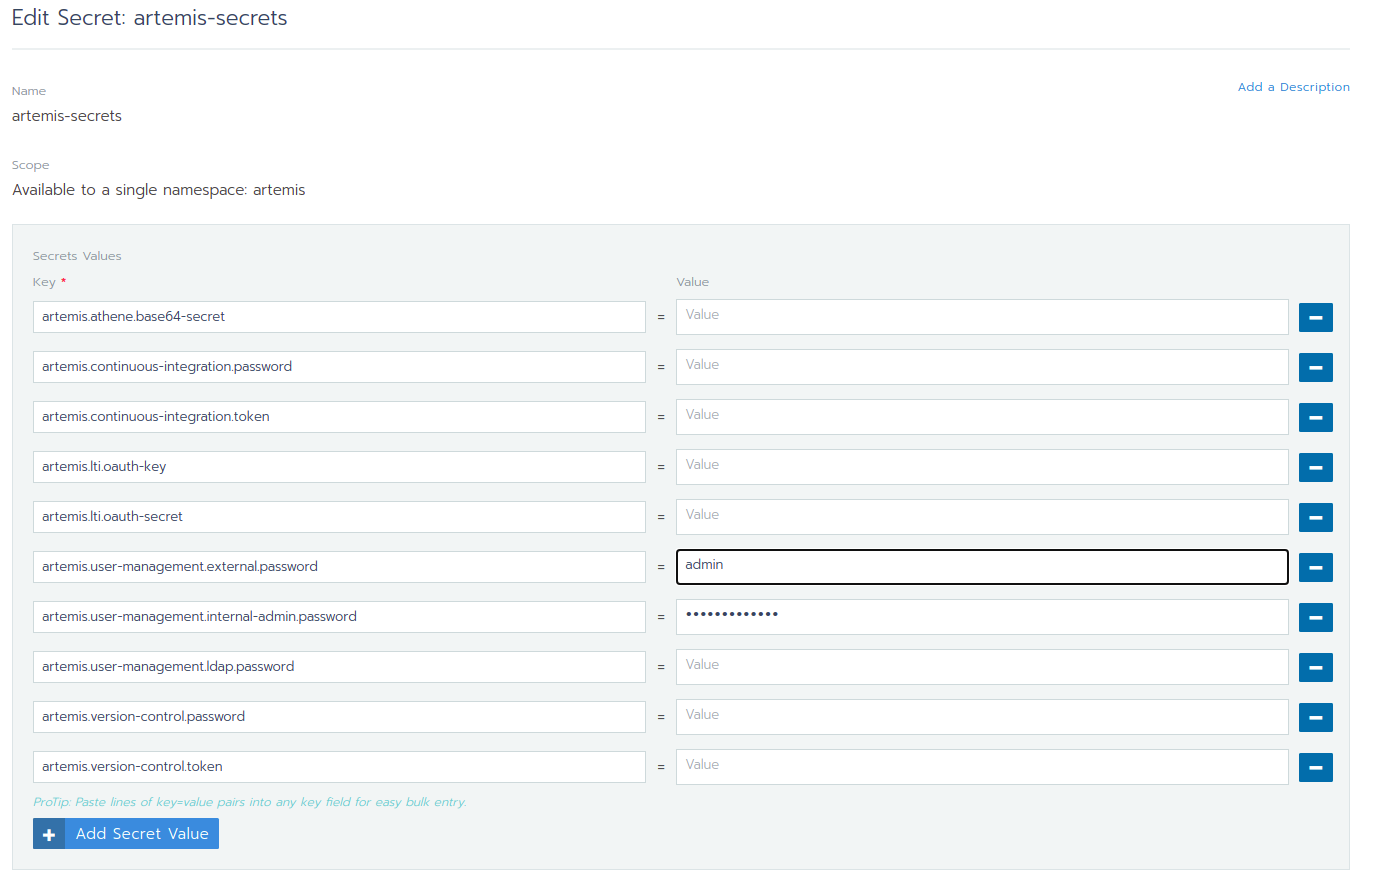 Edit Secret: artemis-secrets
Name
Add a Description
artemis-secrets
Scope
Available to a single namespace: artemis
Secrets Values
Key * Value
artemis.athene.base64-secret = Value
artemis.continuous-integration.password = Value
artemis.continuous-integration.token = Value
artemis.lti.oauth-key = Value
artemis.lti.oauth-secret = Value
artemis.user-management.external.password = admin
artemis.user-management.internal-admin.password = •••••••••••••
artemis.user-management.ldap.password = Value
artemis.version-control.password = Value
artemis.version-control.token = Value
ProTip: Paste lines of key=value pairs into any key field for easy bulk entry.
Add Secret Value